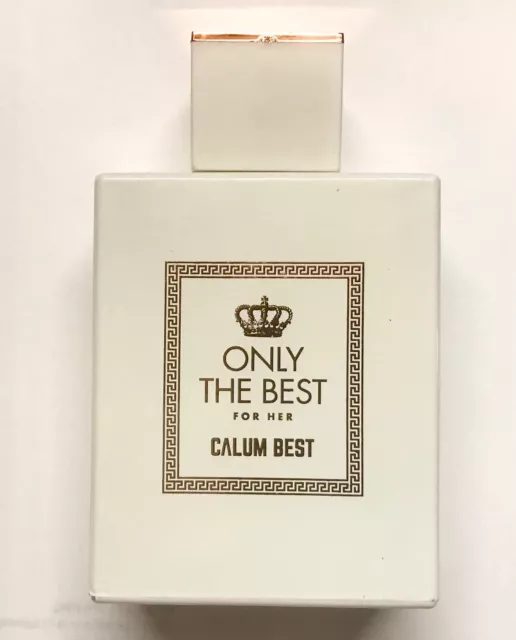 ONLY
THE BEST
FOR HER
CALUM BEST